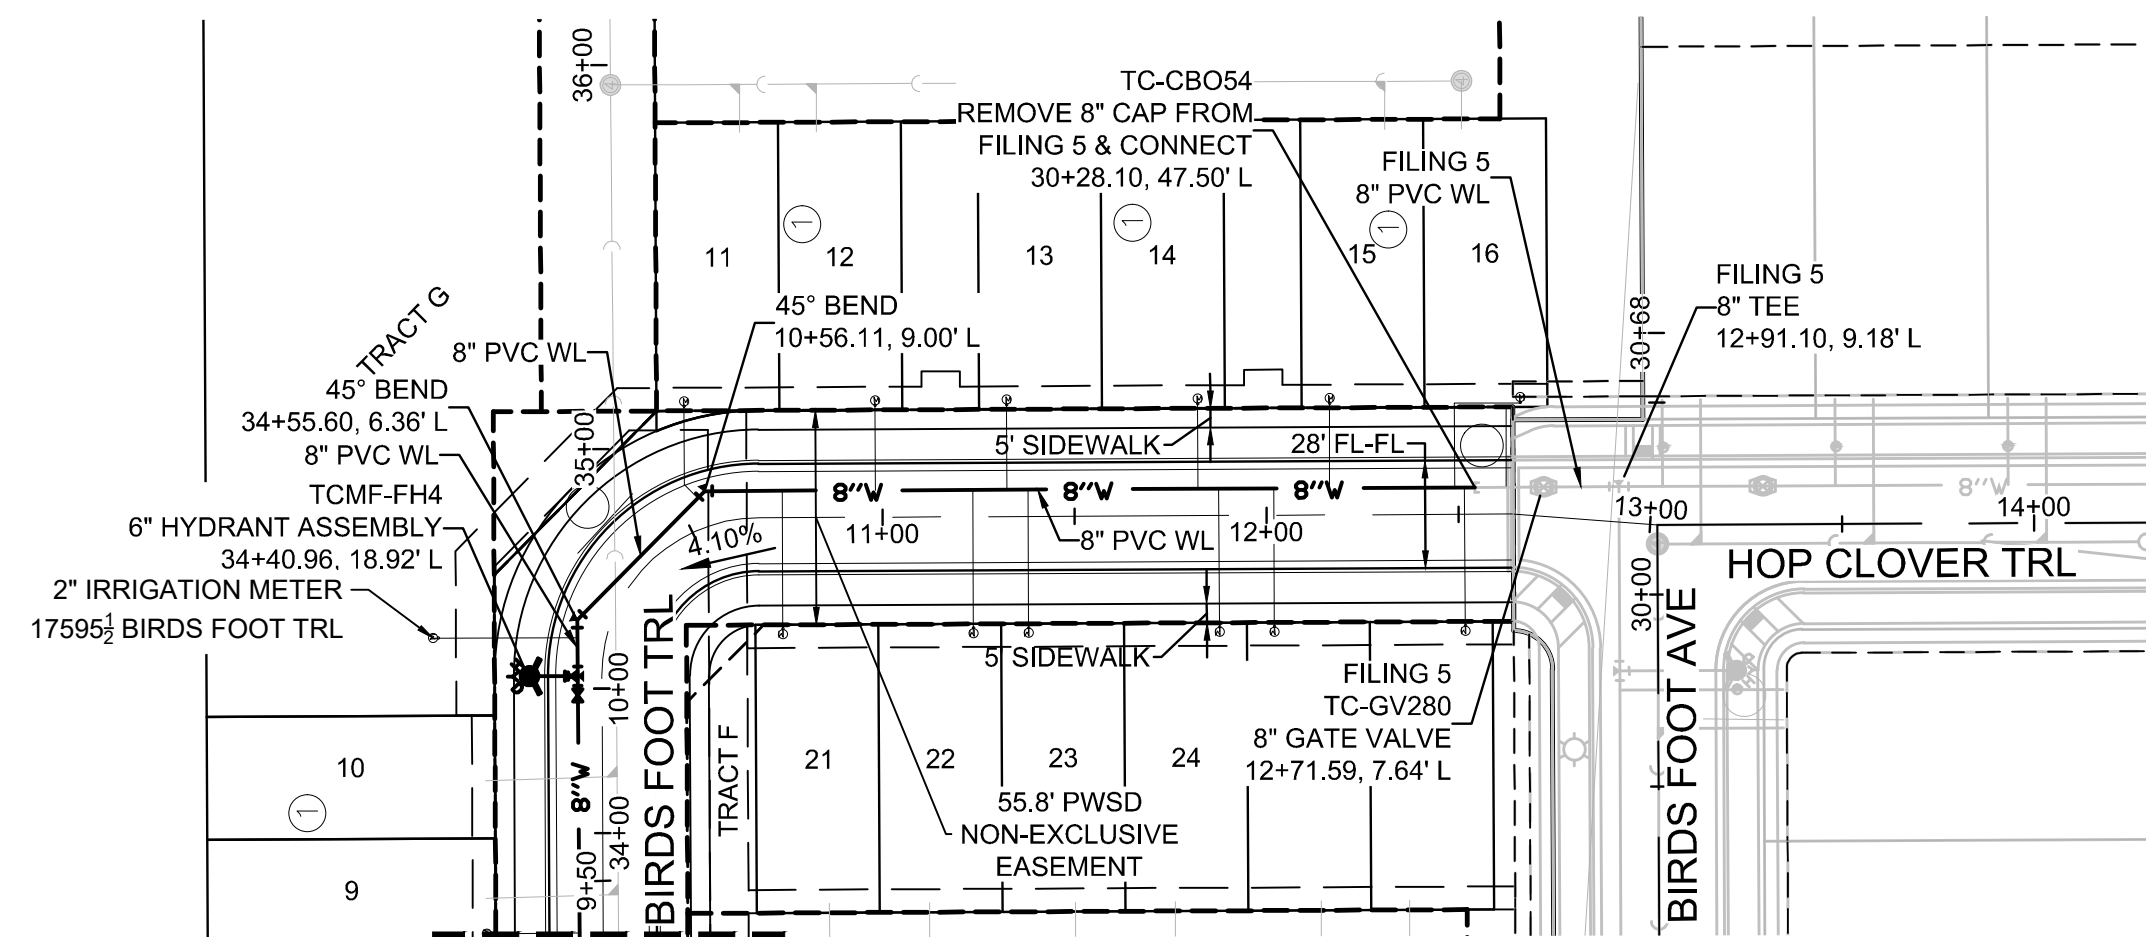 36+00
TC-CBO54
REMOVE 8" CAP FROM
FILING 5 & CONNECT
30+28.10, 47.50' L
FILING 5
8" PVC WL
11
1
12
13
1
14
15
1
16
TRACT G
45° BEND
10+56.11, 9.00' L
8" PVC WL
45° BEND
34+55.60, 6.36' L
8" PVC WL
TCMF-FH4
6" HYDRANT ASSEMBLY
34+40.96, 18.92' L
2" IRRIGATION METER
17595½ BIRDS FOOT TRL
35+00
5' SIDEWALK
28' FL-FL
8"W
8"W
8"W
4.10%
11+00
8" PVC WL
12+00
30+68
FILING 5
8" TEE
12+91.10, 9.18' L
8"W
13+00
14+00
HOP CLOVER TRL
30+00
BIRDS FOOT AVE
5' SIDEWALK
FILING 5
TC-GV280
8" GATE VALVE
12+71.59, 7.64' L
10+00
BIRDS FOOT TRL
TRACT F
8"W
34+00
9+50
10
1
9
21
22
23
24
55.8' PWSD
NON-EXCLUSIVE
EASEMENT